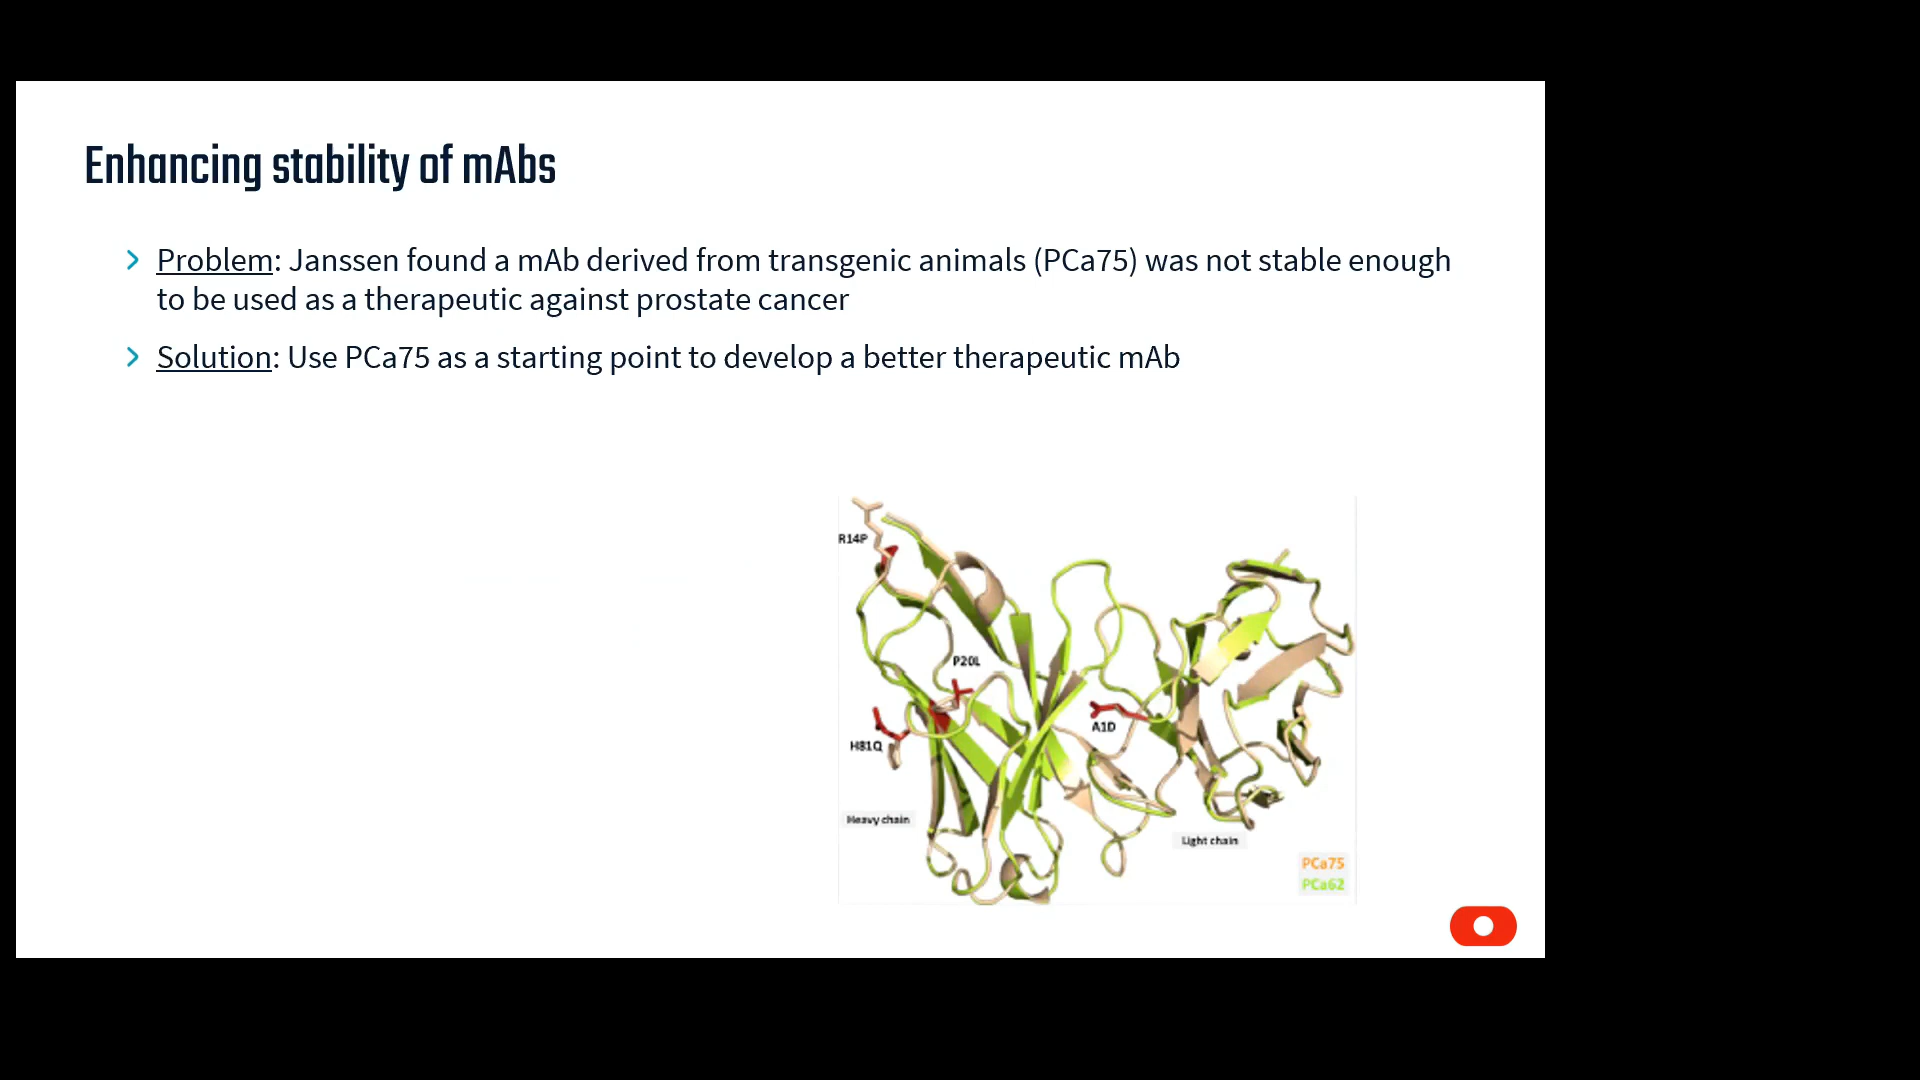 Enhancing stability of mAbs
Problem: Janssen found a mAb derived from transgenic animals (PCa75) was not stable enough
to be used as a therapeutic against prostate cancer
Solution: Use PCa75 as a starting point to develop a better therapeutic mAb
R14P
P20L
A1D
H81Q
Heavy chain
Light chain
PCa75
PCa62